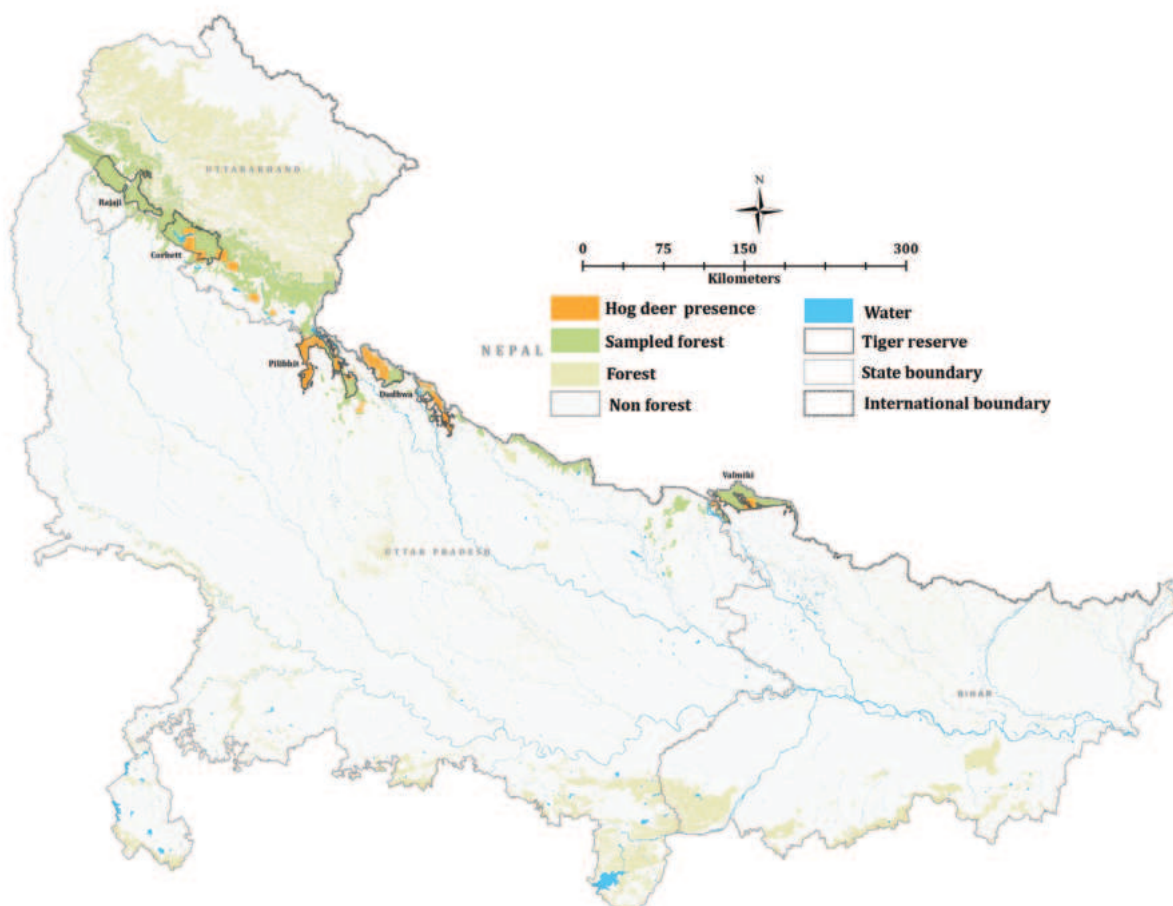 UTTARAKHAND
N
Rajaji
0 75 150 300
Corbett
Kilometers
Hog deer presence
Water
Sampled forest
Tiger reserve
NEPAL
Pilibhit
Forest
State boundary
Dudhwa
Non forest
International boundary
Valmiki
UTTAR PRADESH
BIHAR